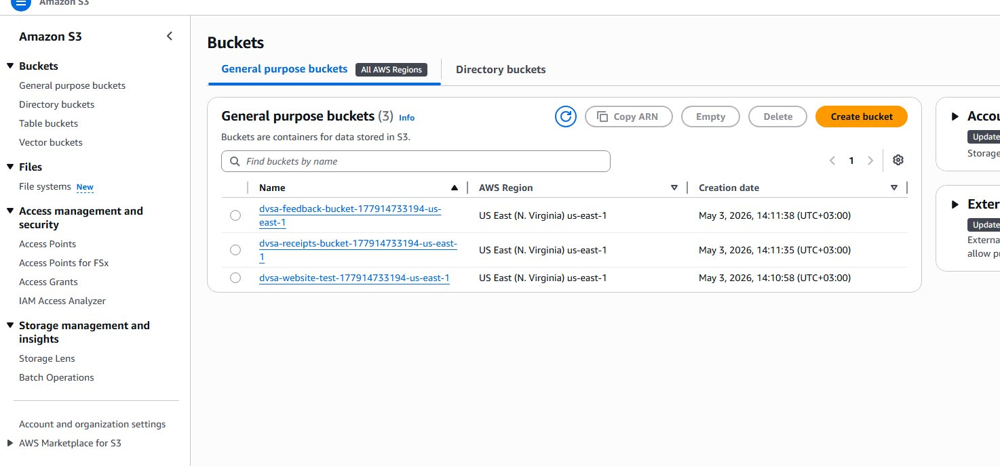 Amazon S3
Amazon S3
Buckets
General purpose buckets
Directory buckets
Table buckets
Vector buckets
Files
File systems New
Access management and
security
Access Points
Access Points for FSx
Access Grants
IAM Access Analyzer
Storage management and
insights
Storage Lens
Batch Operations
Account and organization settings
AWS Marketplace for S3
Buckets
General purpose buckets All AWS Regions Directory buckets
General purpose buckets (3) Info
Copy ARN Empty Delete Create bucket
Buckets are containers for data stored in S3.
Find buckets by name
1
Name AWS Region Creation date
dvsa-feedback-bucket-177914733194-us-
east-1
US East (N. Virginia) us-east-1 May 3, 2026, 14:11:38 (UTC+03:00)
dvsa-receipts-bucket-177914733194-us-east-
1
US East (N. Virginia) us-east-1 May 3, 2026, 14:11:35 (UTC+03:00)
dvsa-website-test-177914733194-us-east-1 US East (N. Virginia) us-east-1 May 3, 2026, 14:10:58 (UTC+03:00)
Accou
Update
Storage
Exter
Update
Externa
allow pu